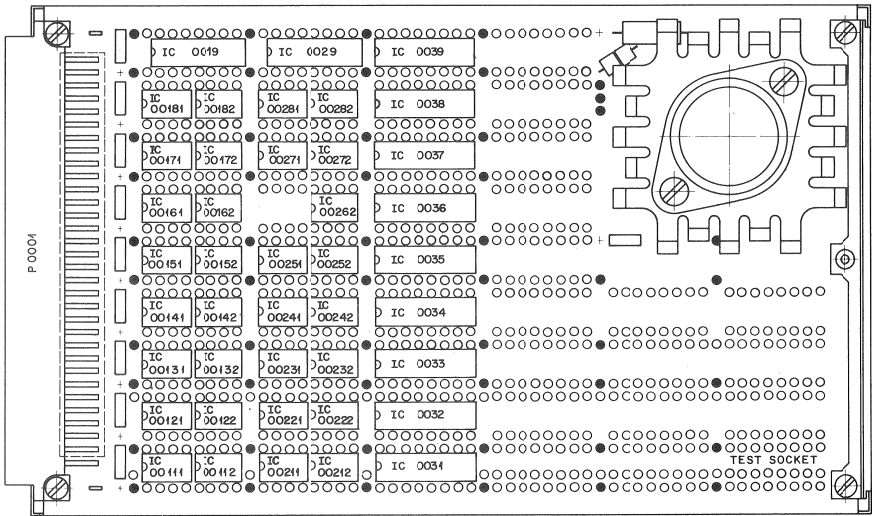 IC 0019 IC 0029 IC 0039
IC 00181 IC 00182 IC 00281 IC 00282 IC 0038
IC 00171 IC 00172 IC 00271 IC 00272 IC 0037
IC 00161 IC 00162 IC 00262 IC 0036
P0001
IC 00151 IC 00152 IC 00251 IC 00252 IC 0035
IC 00141 IC 00142 IC 00241 IC 00242 IC 0034
IC 00131 IC 00132 IC 00231 IC 00232 IC 0033
IC 00121 IC 00122 IC 00221 IC 00222 IC 0032
TEST SOCKET
IC 00111 IC 00112 IC 00211 IC 00212 IC 0031